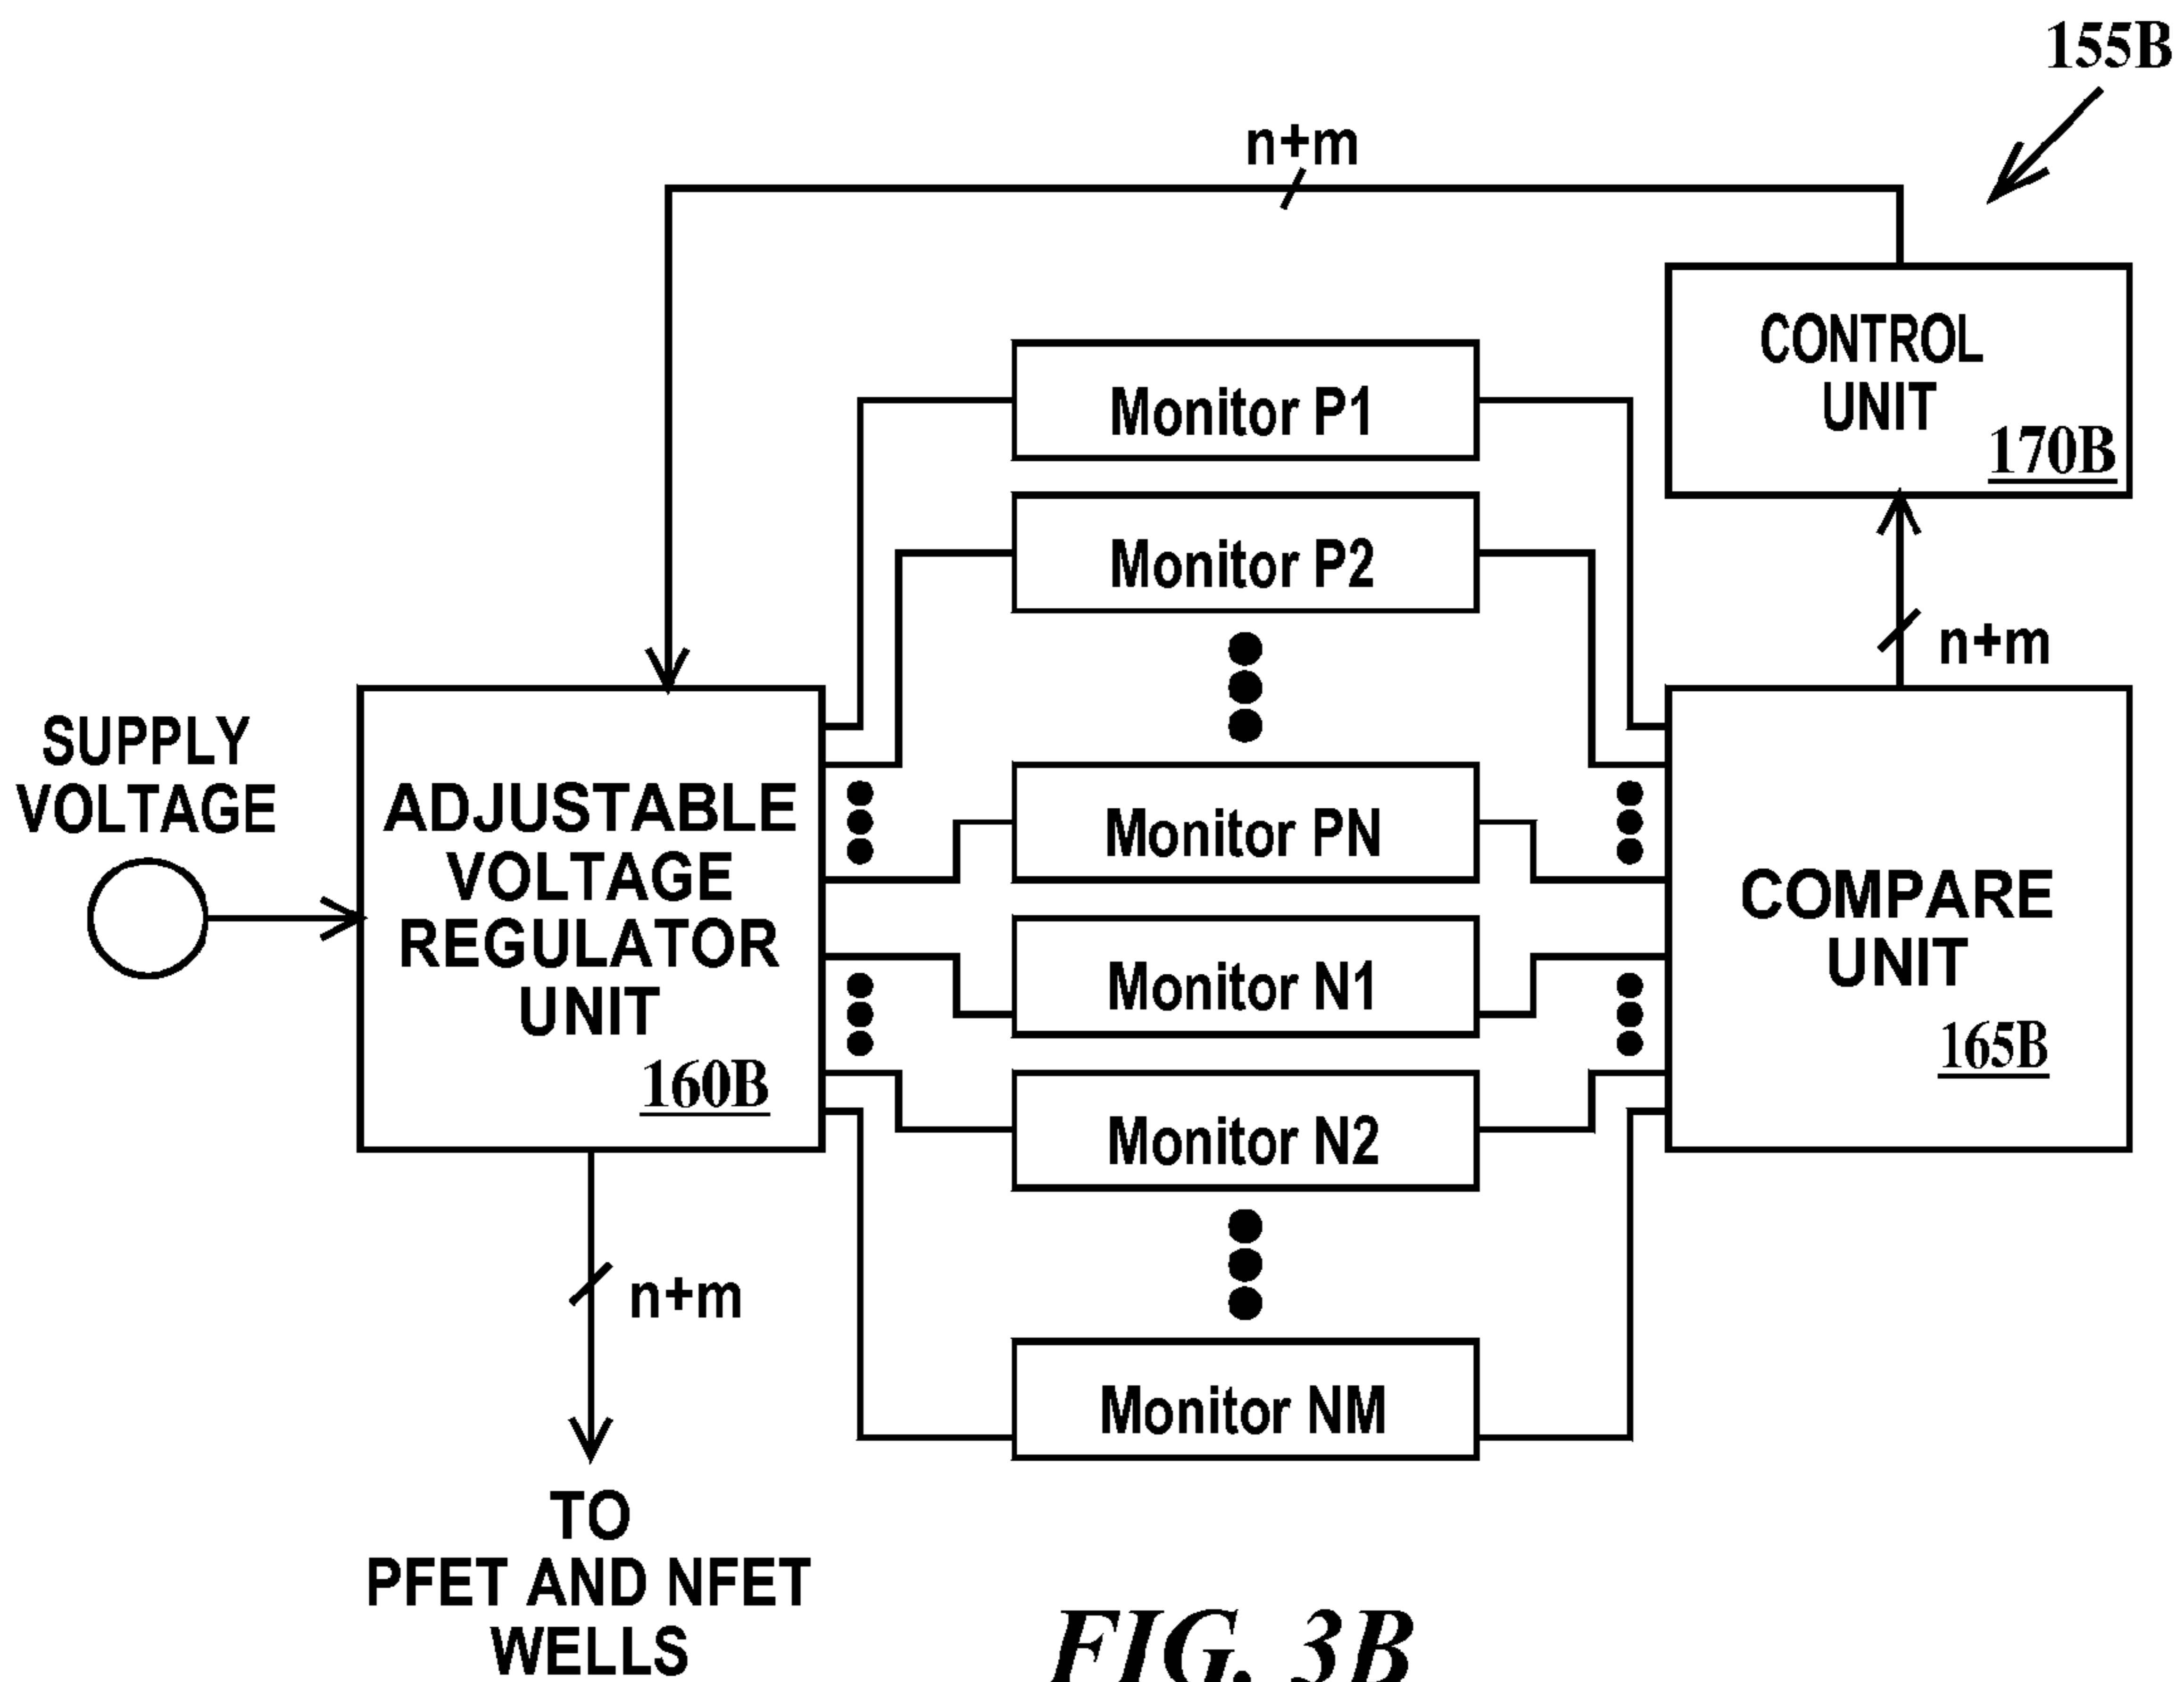 155B
n+m
CONTROL
UNIT
170B
Monitor P1
Monitor P2
n+m
SUPPLY
VOLTAGE
ADJUSTABLE
VOLTAGE
REGULATOR
UNIT
160B
Monitor PN
Monitor N1
Monitor N2
Monitor NM
COMPARE
UNIT
165B
n+m
TO
PFET AND NFET
WELLS
FIG. 3B